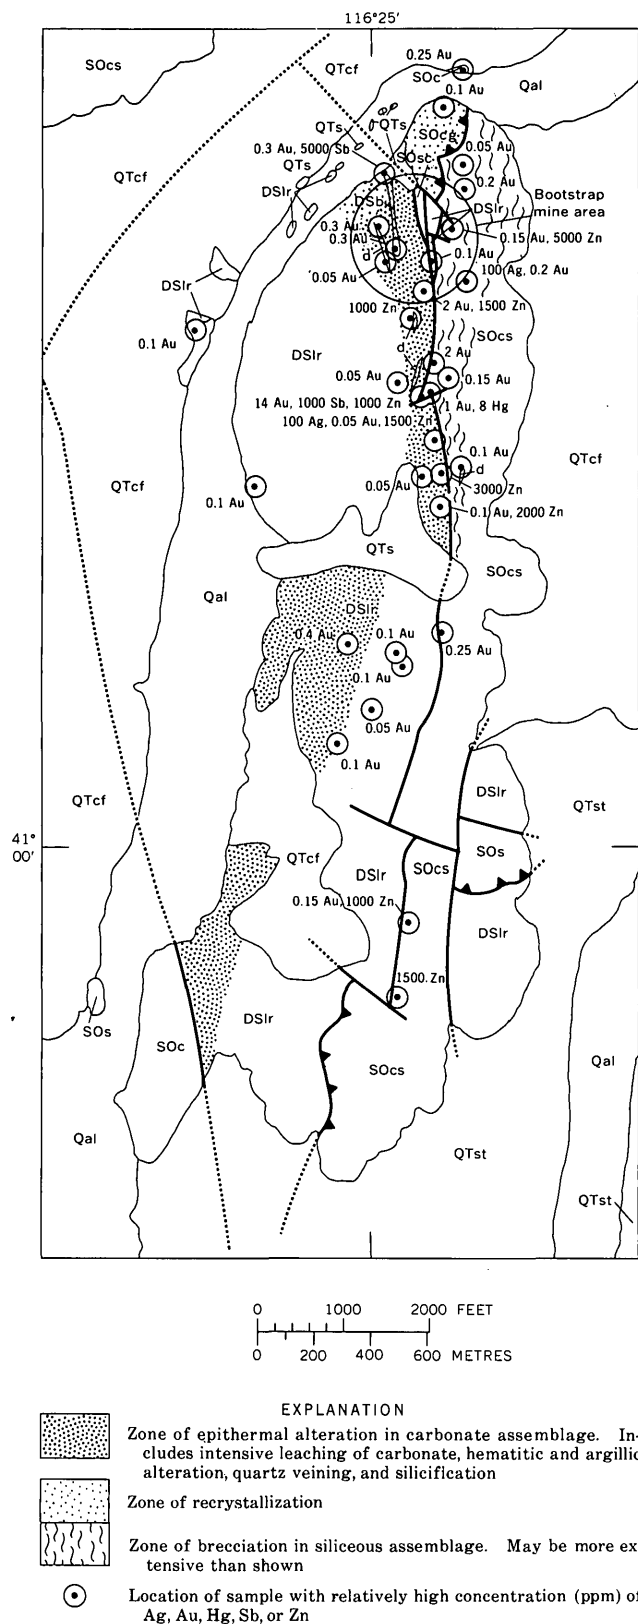 116°25'
0.25 Au
SOcs
QTcf
SOc
Qal
0.1 Au
QTs
QTs
SOcg
0.3 Au, 5000 Sb
SOsc
0.05 Au
QTs
QTcf
0.2 Au
DSlr
DSb
DSlr
Bootstrap
mine area
0.3 Au
0.15 Au, 5000 Zn
0.3 Au
0.1 Au
d
0.05 Au
100 Ag, 0.2 Au
DSlr
2 Au, 1500 Zn
1000 Zn
0.1 Au
SOcs
DSlr
d
2 Au
0.05 Au
0.15 Au
14 Au, 1000 Sb, 1000 Zn
1 Au, 8 Hg
100 Ag, 0.05 Au, 1500 Zn
0.1 Au
QTcf
d
QTcf
0.05 Au
3000 Zn
0.1 Au
0.1 Au, 2000 Zn
QTs
SOcs
Qal
DSlr
0.4 Au
0.1 Au
0.25 Au
0.1 Au
0.05 Au
0.1 Au
DSlr
QTcf
QTst
41°
00'
QTcf
SOs
DSlr
SOcs
0.15 Au, 1000 Zn
DSlr
1500 Zn
SOs
DSlr
SOc
SOcs
Qal
Qal
QTst
QTst
0 1000 2000 FEET
0 200 400 600 METRES
EXPLANATION
Zone of epithermal alteration in carbonate assemblage. In-
cludes intensive leaching of carbonate, hematitic and argillic
alteration, quartz veining, and silicification
Zone of recrystallization
Zone of brecciation in siliceous assemblage. May be more ex-
tensive than shown
Location of sample with relatively high concentration (ppm) of
Ag, Au, Hg, Sb, or Zn